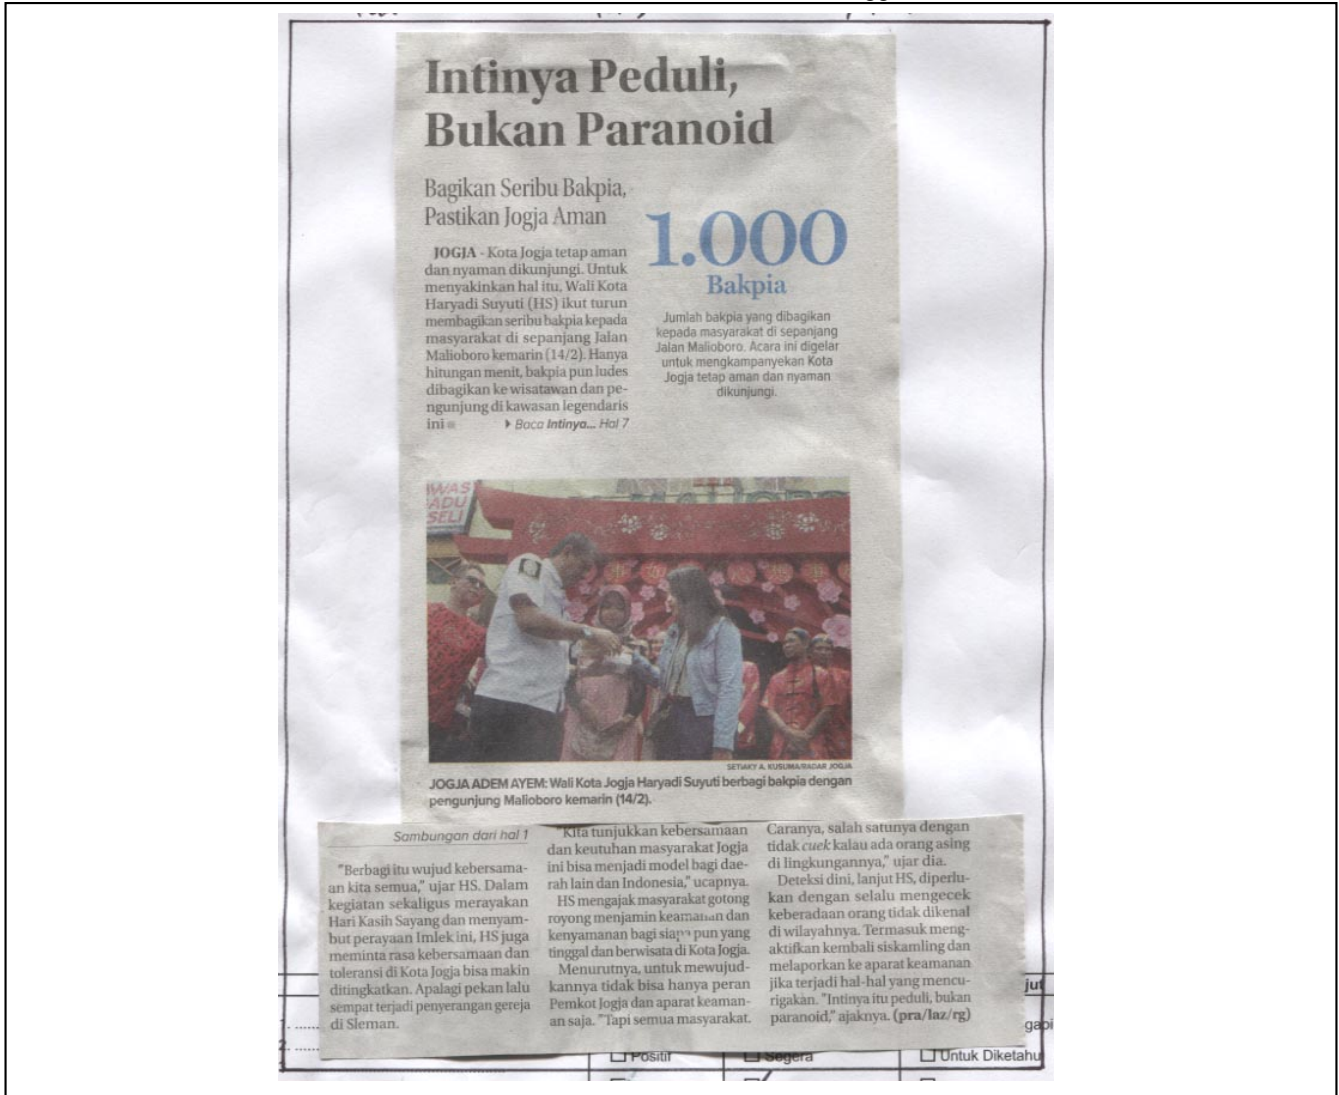 Intinya Peduli,
Bukan Paranoid
Bagikan Seribu Bakpia,
Pastikan Jogja Aman
JOGJA - Kota Jogja tetap aman
dan nyaman dikunjungi. Untuk
menyakinkan hal itu, Wali Kota
Haryadi Suyuti (HS) ikut turun
membagikan seribu bakpia kepada
masyarakat di sepanjang Jalan
Malioboro kemarin (14/2). Hanya
hitungan menit, bakpia pun ludes
dibagikan ke wisatawan dan pe-
ngunjung di kawasan legendaris
ini
Baca Intinya... Hal 7
1.000
Bakpia
Jumlah bakpia yang dibagikan
kepada masyarakat di sepanjang
Jalan Malioboro. Acara ini digelar
untuk mengkampanyekan Kota
Jogja tetap aman dan nyaman
dikunjungi.
WAS
ADU
SELI
SETIAKY A. KUSUMA/RADAR JOGJA
JOGJA ADEM AYEM: Wali Kota Jogja Haryadi Suyuti berbagi bakpia dengan
pengunjung Malioboro kemarin (14/2).
Sambungan dari hal 1
"Berbagi itu wujud kebersama-
an kita semua," ujar HS. Dalam
kegiatan sekaligus merayakan
Hari Kasih Sayang dan menyam-
but perayaan Imlek ini, HS juga
meminta rasa kebersamaan dan
toleransi di Kota Jogja bisa makin
ditingkatkan. Apalagi pekan lalu
sempat terjadi penyerangan gereja
di Sleman.
"Kita tunjukkan kebersamaan
dan keutuhan masyarakat Jogja
ini bisa menjadi model bagi dae-
rah lain dan Indonesia," ucapnya.
HS mengajak masyarakat gotong
royong menjamin keamanan dan
kenyamanan bagi siapa pun yang
tinggal dan berwisata di Kota Jogja.
Menurutnya, untuk mewujud-
kannya tidak bisa hanya peran
Pemkot Jogja dan aparat keaman-
an saja. "Tapi semua masyarakat.
Caranya, salah satunya dengan
tidak cuek kalau ada orang asing
di lingkungannya," ujar dia.
Deteksi dini, lanjut HS, diperlu-
kan dengan selalu mengecek
keberadaan orang tidak dikenal
di wilayahnya. Termasuk meng-
aktifkan kembali siskamling dan
melaporkan ke aparat keamanan
jika terjadi hal-hal yang mencu-
rigakan. "Intinya itu peduli, bukan
paranoid," ajaknya. (pra/laz/rg)
jut
1. ......
gapi
2. ......
Positif
Segera
Untuk Diketahu